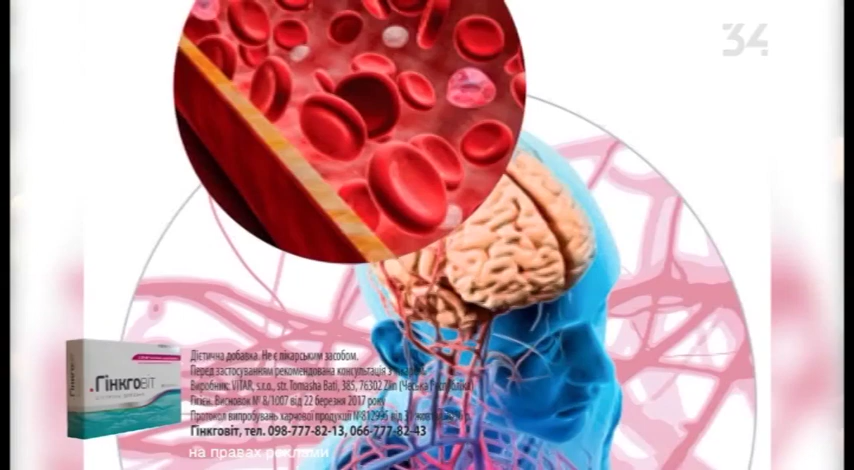 34
Гінкговіт
Дієтична добавка. Не є лікарським засобом.
Перед застосуванням рекомендована консультація з
Виробник: VITAR, s.r.o., str. Tomasha Bati, 385, 76302 Zlin (Чеська Республіка)
Гігієн. Висновок № 8/1007 від 22 березня 2017 року
Протокол випробувань харчової продукції №812996 від
Гінкговіт, тел. 098-777-82-13, 066-777-82-43
на правах реклами